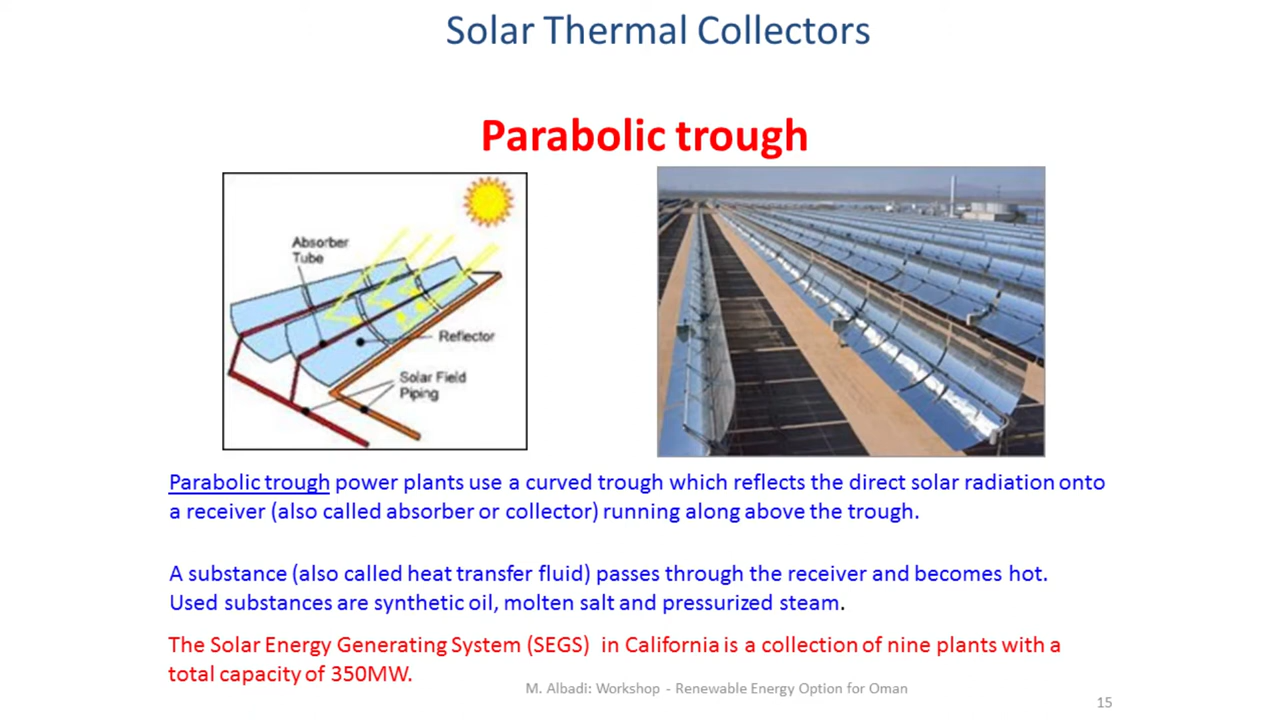 Solar Thermal Collectors
Parabolic trough
Absorber
Tube
Reflector
Solar Field
Piping
Parabolic trough power plants use a curved trough which reflects the direct solar radiation onto
a receiver (also called absorber or collector) running along above the trough.
A substance (also called heat transfer fluid) passes through the receiver and becomes hot.
Used substances are synthetic oil, molten salt and pressurized steam.
The Solar Energy Generating System (SEGS) in California is a collection of nine plants with a
total capacity of 350MW.
M. Albadi: Workshop - Renewable Energy Option for Oman
15